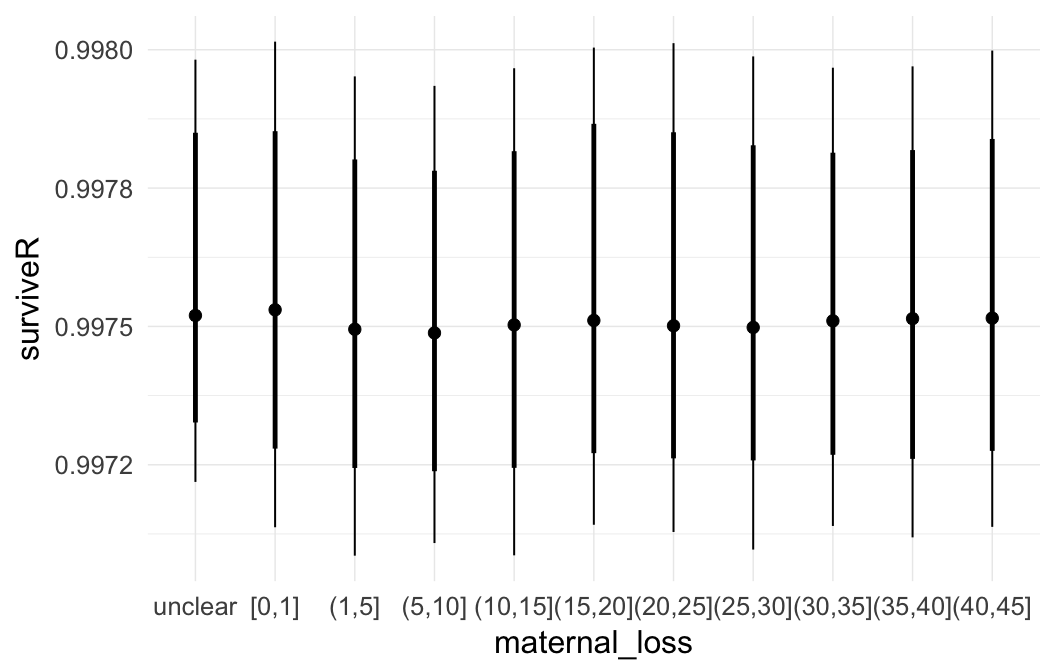 0.9980
0.9978
0.9975
0.9972
surviveR
unclear [0,1] (1,5] (5,10] (10,15] (15,20] (20,25] (25,30] (30,35] (35,40] (40,45]
maternal_loss